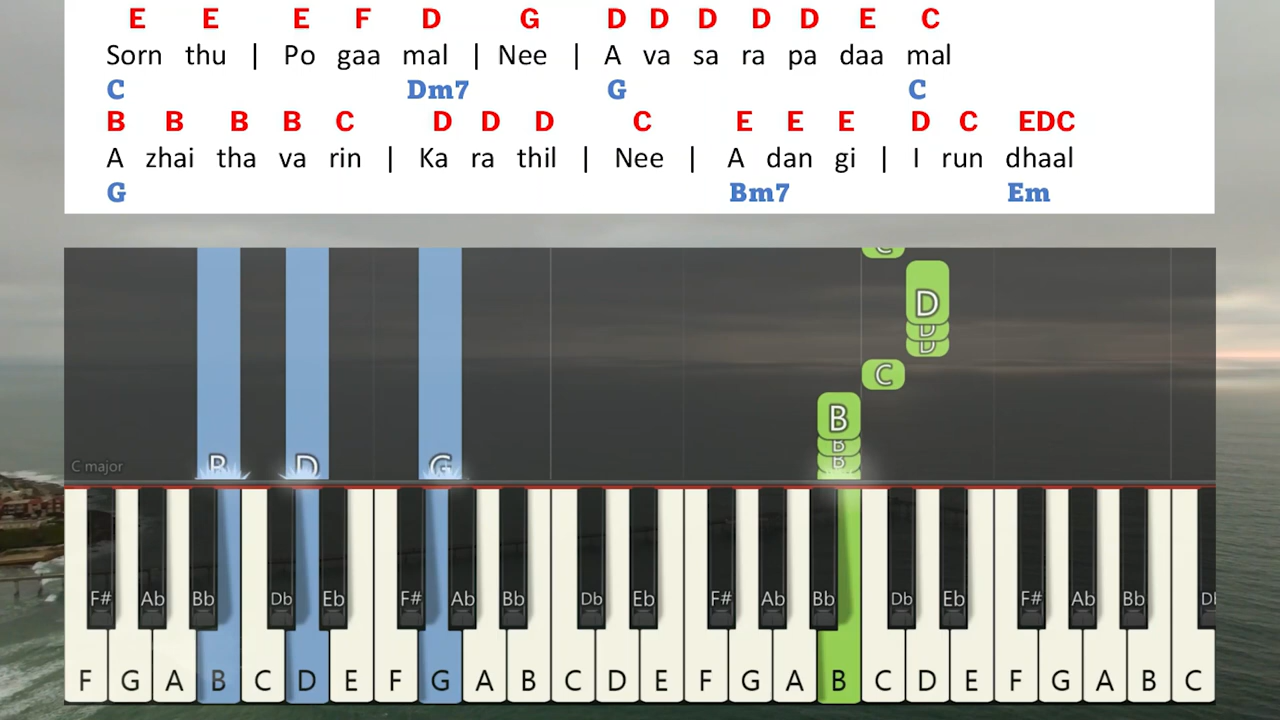 E E E F D G D D D D D E C
Sorn thu | Po gaa mal | Nee | A va sa ra pa daa mal
C Dm7 G C
B B B B C D D D C E E E D C EDC
A zhai tha va rin | Ka ra thil | Nee | A dan gi | I run dhaal
G Bm7 Em
C
D
D
D
C
B
B
B
C major
B D G
F# Ab Bb Db Eb F# Ab Bb Db Eb F# Ab Bb Db Eb F# Ab Bb
F G A B C D E F G A B C D E F G A B C D E F G A B C